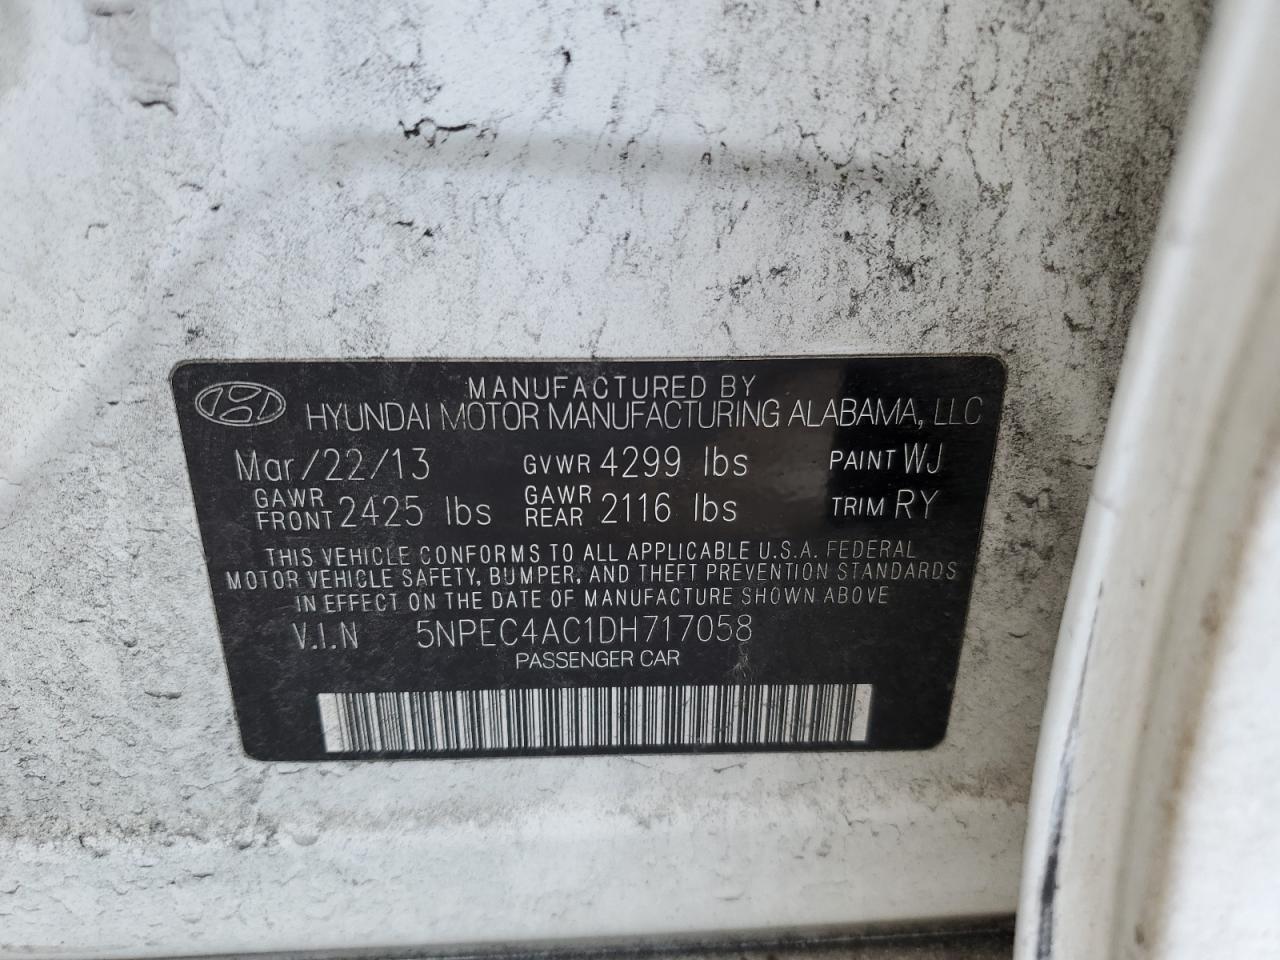 MANUFACTURED BY
HYUNDAI MOTOR MANUFACTURING ALABAMA, LLC
Mar/22/13 GVWR 4299 lbs PAINT WJ
GAWR FRONT 2425 lbs GAWR REAR 2116 lbs TRIM RY
THIS VEHICLE CONFORMS TO ALL APPLICABLE U.S.A. FEDERAL
MOTOR VEHICLE SAFETY, BUMPER, AND THEFT PREVENTION STANDARDS
IN EFFECT ON THE DATE OF MANUFACTURE SHOWN ABOVE
V.I.N 5NPEC4AC1DH717058
PASSENGER CAR